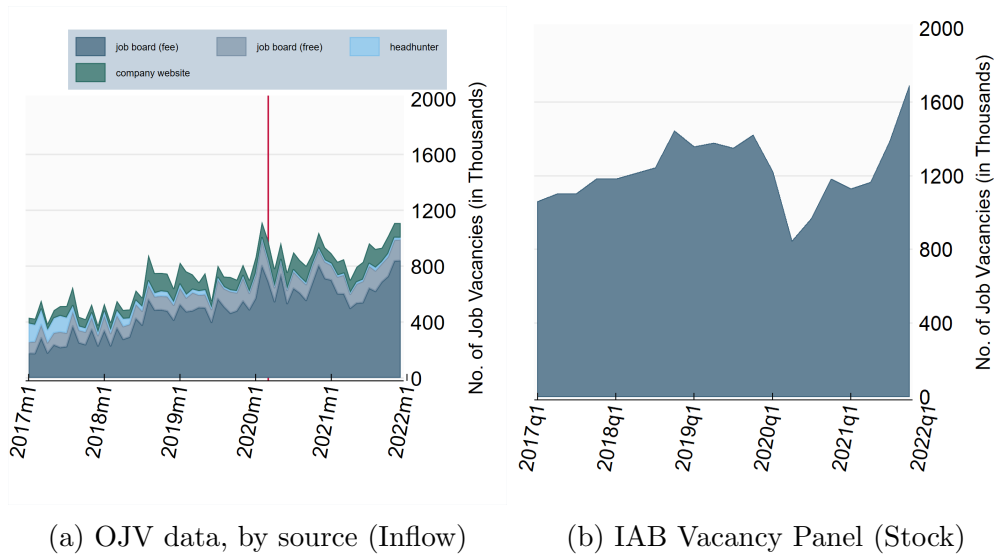 job board (fee)
job board (free)
headhunter
company website
2000
1600
1200
800
400
0
No. of Job Vacancies (in Thousands)
2017m1
2018m1
2019m1
2020m1
2021m1
2022m1
(a) OJV data, by source (Inflow)
2000
1600
1200
800
400
0
No. of Job Vacancies (in Thousands)
2017q1
2018q1
2019q1
2020q1
2021q1
2022q1
(b) IAB Vacancy Panel (Stock)